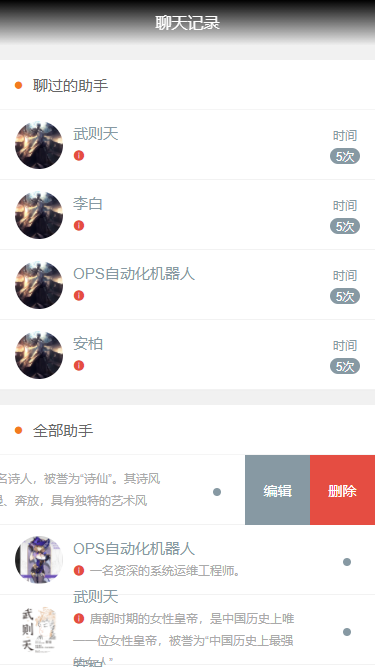 聊天记录
聊过的助手
武则天
时间
5次
李白
时间
5次
OPS自动化机器人
时间
5次
安柏
时间
5次
全部助手
名诗人，被誉为“诗仙”。其诗风
、奔放，具有独特的艺术风
编辑
删除
OPS自动化机器人
一名资深的系统运维工程师。
武则天
武则天
唐朝时期的女性皇帝，是中国历史上唯
一一位女性皇帝，被誉为“中国历史上最强
的女人”